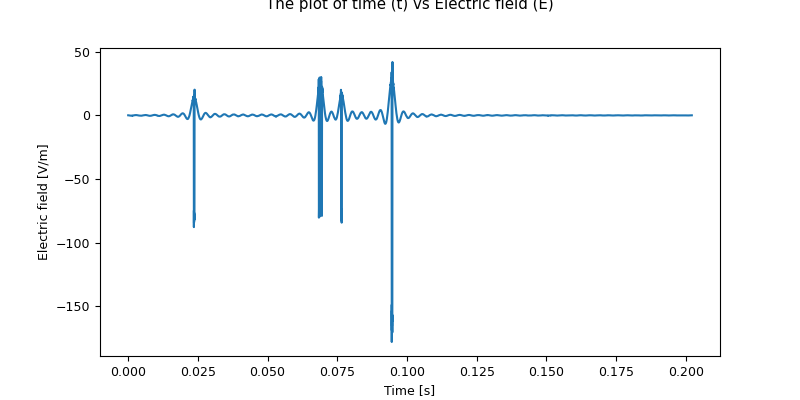 The plot of time (t) vs Electric field (E)
50
0
−50
−100
−150
Electric field [V/m]
0.000 0.025 0.050 0.075 0.100 0.125 0.150 0.175 0.200
Time [s]